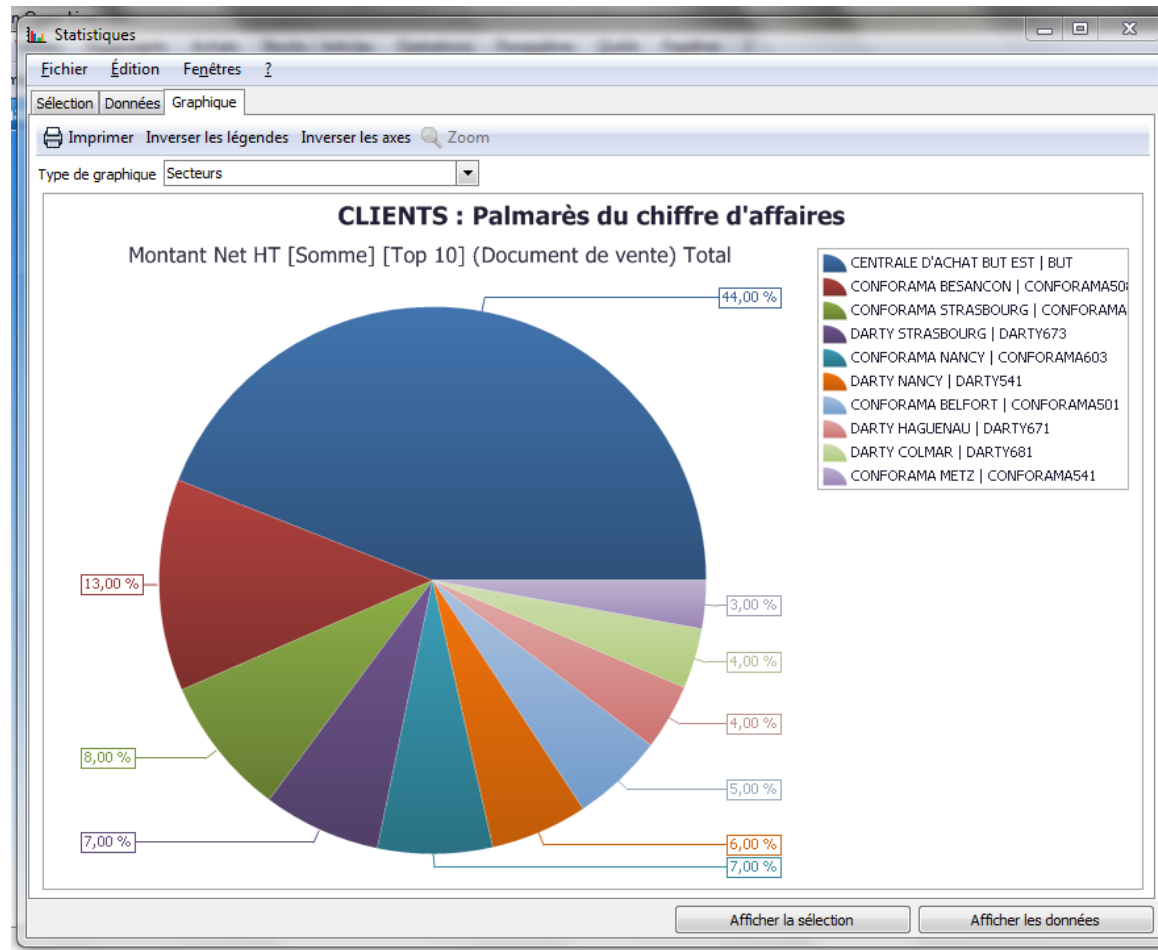 Statistiques
Fichier Édition Fenêtres ?
Sélection Données Graphique
Imprimer Inverser les légendes Inverser les axes Zoom
Type de graphique Secteurs
CLIENTS : Palmarès du chiffre d'affaires
Montant Net HT [Somme] [Top 10] (Document de vente) Total
CENTRALE D'ACHAT BUT EST | BUT
CONFORAMA BESANCON | CONFORAMA50
CONFORAMA STRASBOURG | CONFORAMA
DARTY STRASBOURG | DARTY673
CONFORAMA NANCY | CONFORAMA603
DARTY NANCY | DARTY541
CONFORAMA BELFORT | CONFORAMA501
DARTY HAGUENAU | DARTY671
DARTY COLMAR | DARTY681
CONFORAMA METZ | CONFORAMA541
44,00 %
13,00 %
3,00 %
4,00 %
4,00 %
8,00 %
5,00 %
7,00 %
6,00 %
7,00 %
Afficher la sélection Afficher les données